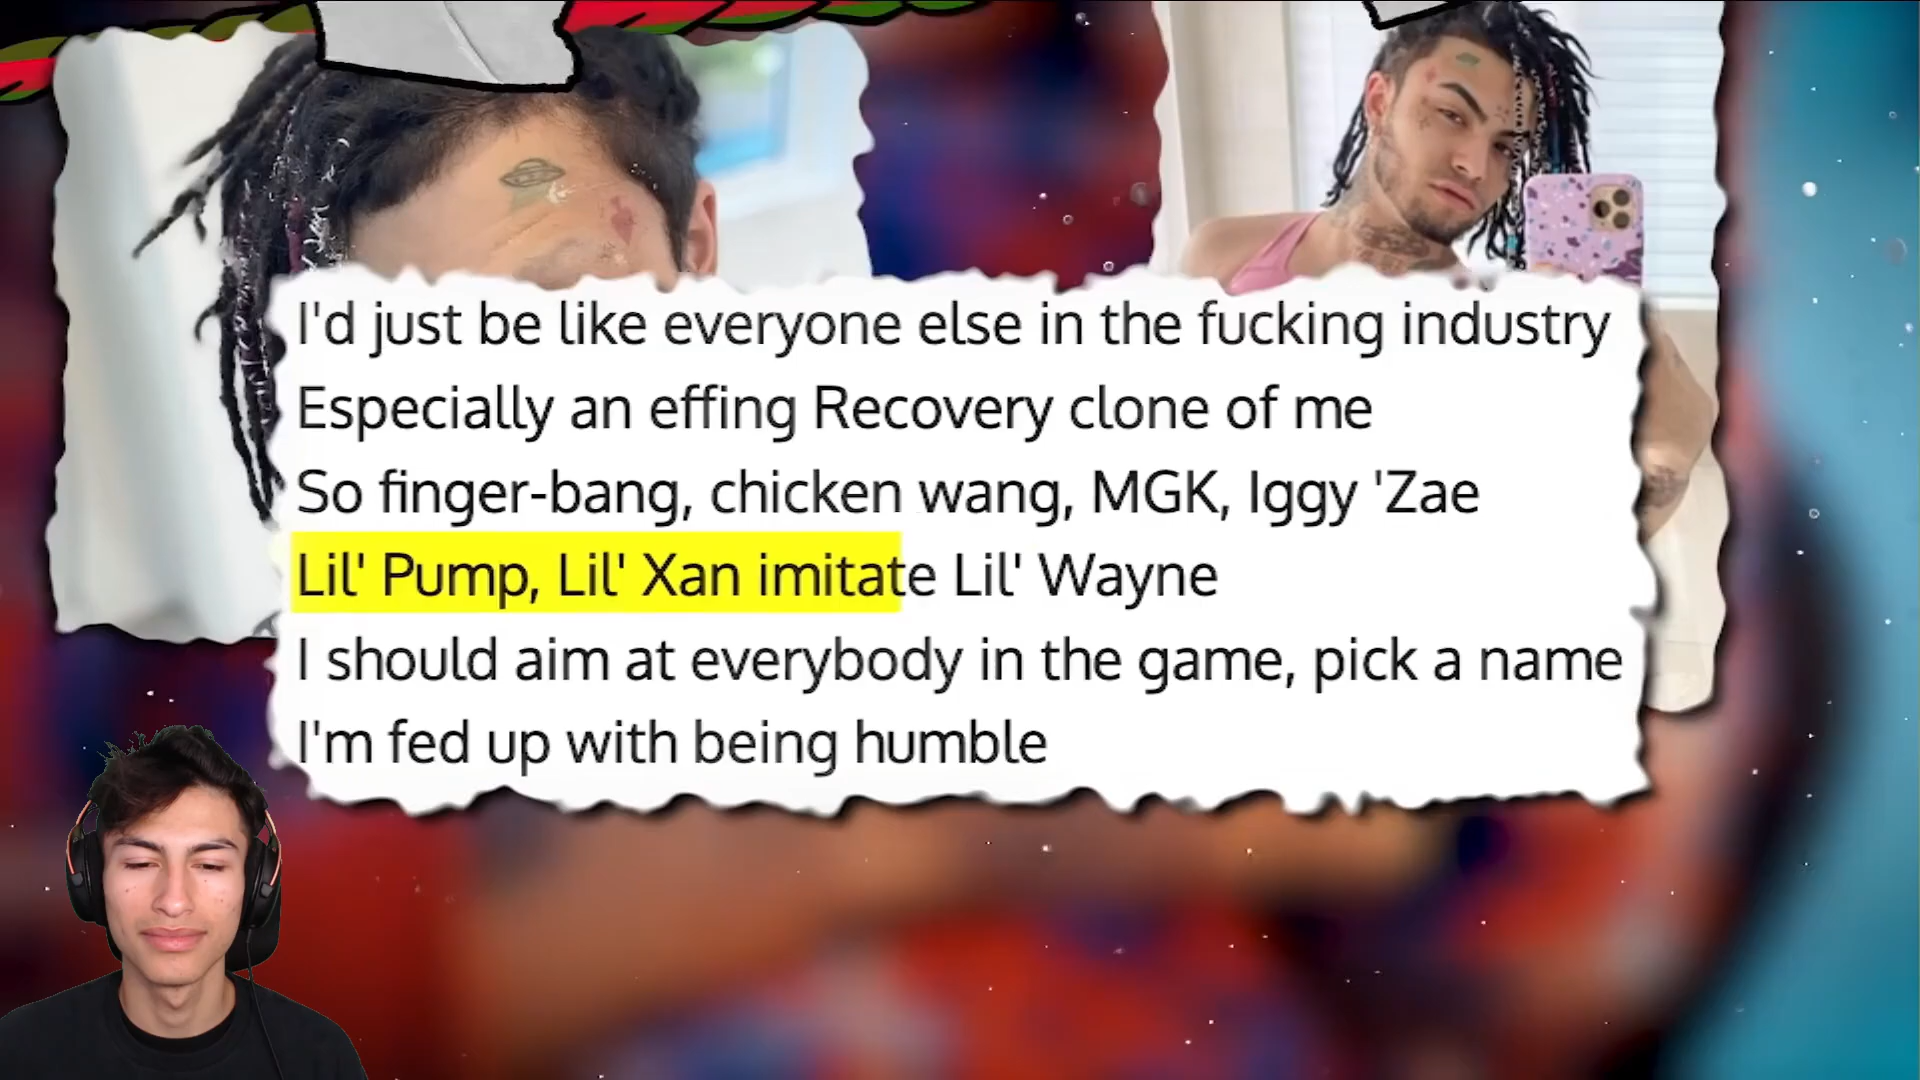 I'd just be like everyone else in the fucking industry
Especially an effing Recovery clone of me
So finger-bang, chicken wang, MGK, Iggy 'Zae
Lil' Pump, Lil' Xan imitate Lil' Wayne
I should aim at everybody in the game, pick a name
I'm fed up with being humble